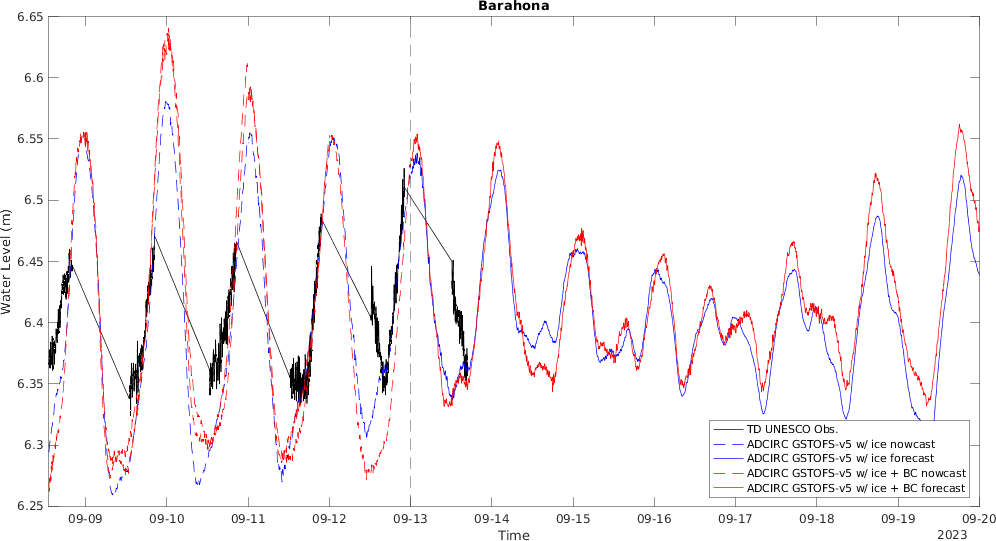 Barahona
Water Level (m)
6.65
6.6
6.55
6.5
6.45
6.4
6.35
6.3
6.25
TD UNESCO Obs.
ADCIRC GSTOFS-v5 w/ ice nowcast
ADCIRC GSTOFS-v5 w/ ice forecast
ADCIRC GSTOFS-v5 w/ ice + BC nowcast
ADCIRC GSTOFS-v5 w/ ice + BC forecast
09-09 09-10 09-11 09-12 09-13 09-14 09-15 09-16 09-17 09-18 09-19 09-20
Time
2023